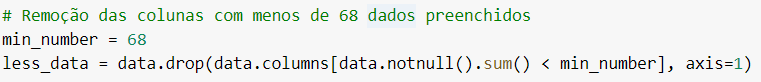 # Remoção das colunas com menos de 68 dados preenchidos
min_number = 68
less_data = data.drop(data.columns[data.notnull().sum() < min_number], axis=1)